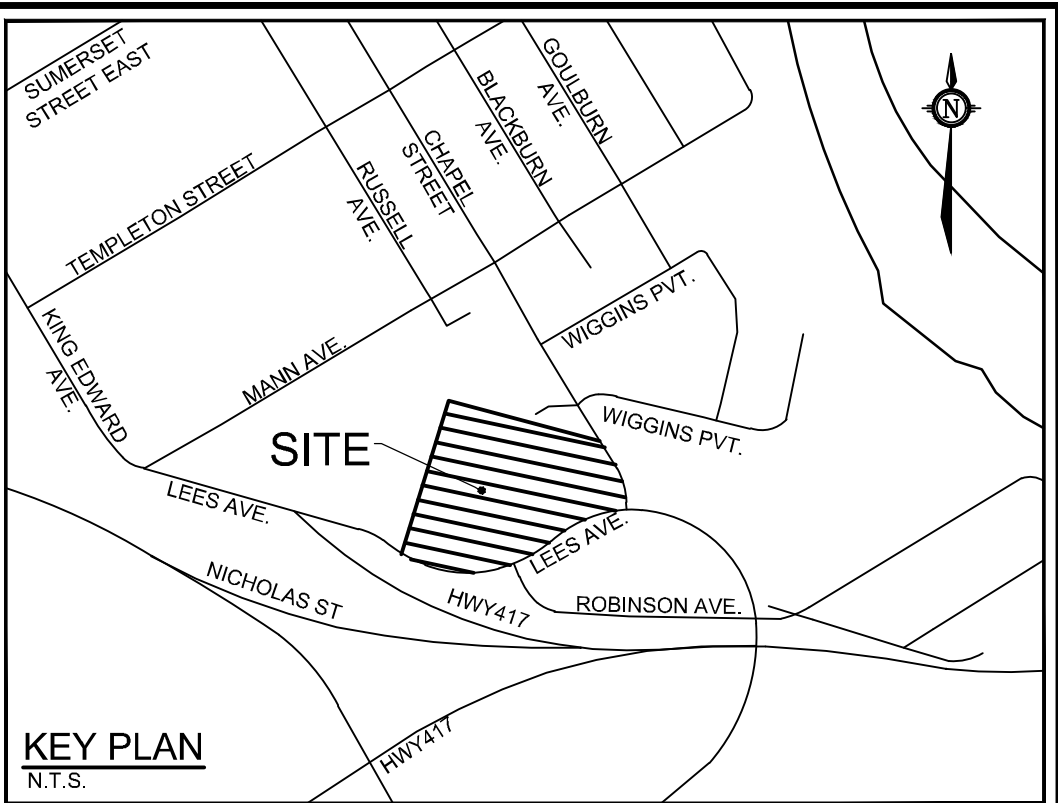 SUMERSET
STREET EAST
GOULBURN
AVE.
BLACKBURN
AVE.
CHAPEL
STREET
RUSSELL
AVE.
N
TEMPLETON STREET
KING EDWARD
AVE.
MANN AVE.
WIGGINS PVT.
WIGGINS PVT.
SITE
LEES AVE.
LEES AVE.
NICHOLAS ST
HWY417
ROBINSON AVE.
HWY417
KEY PLAN
N.T.S.